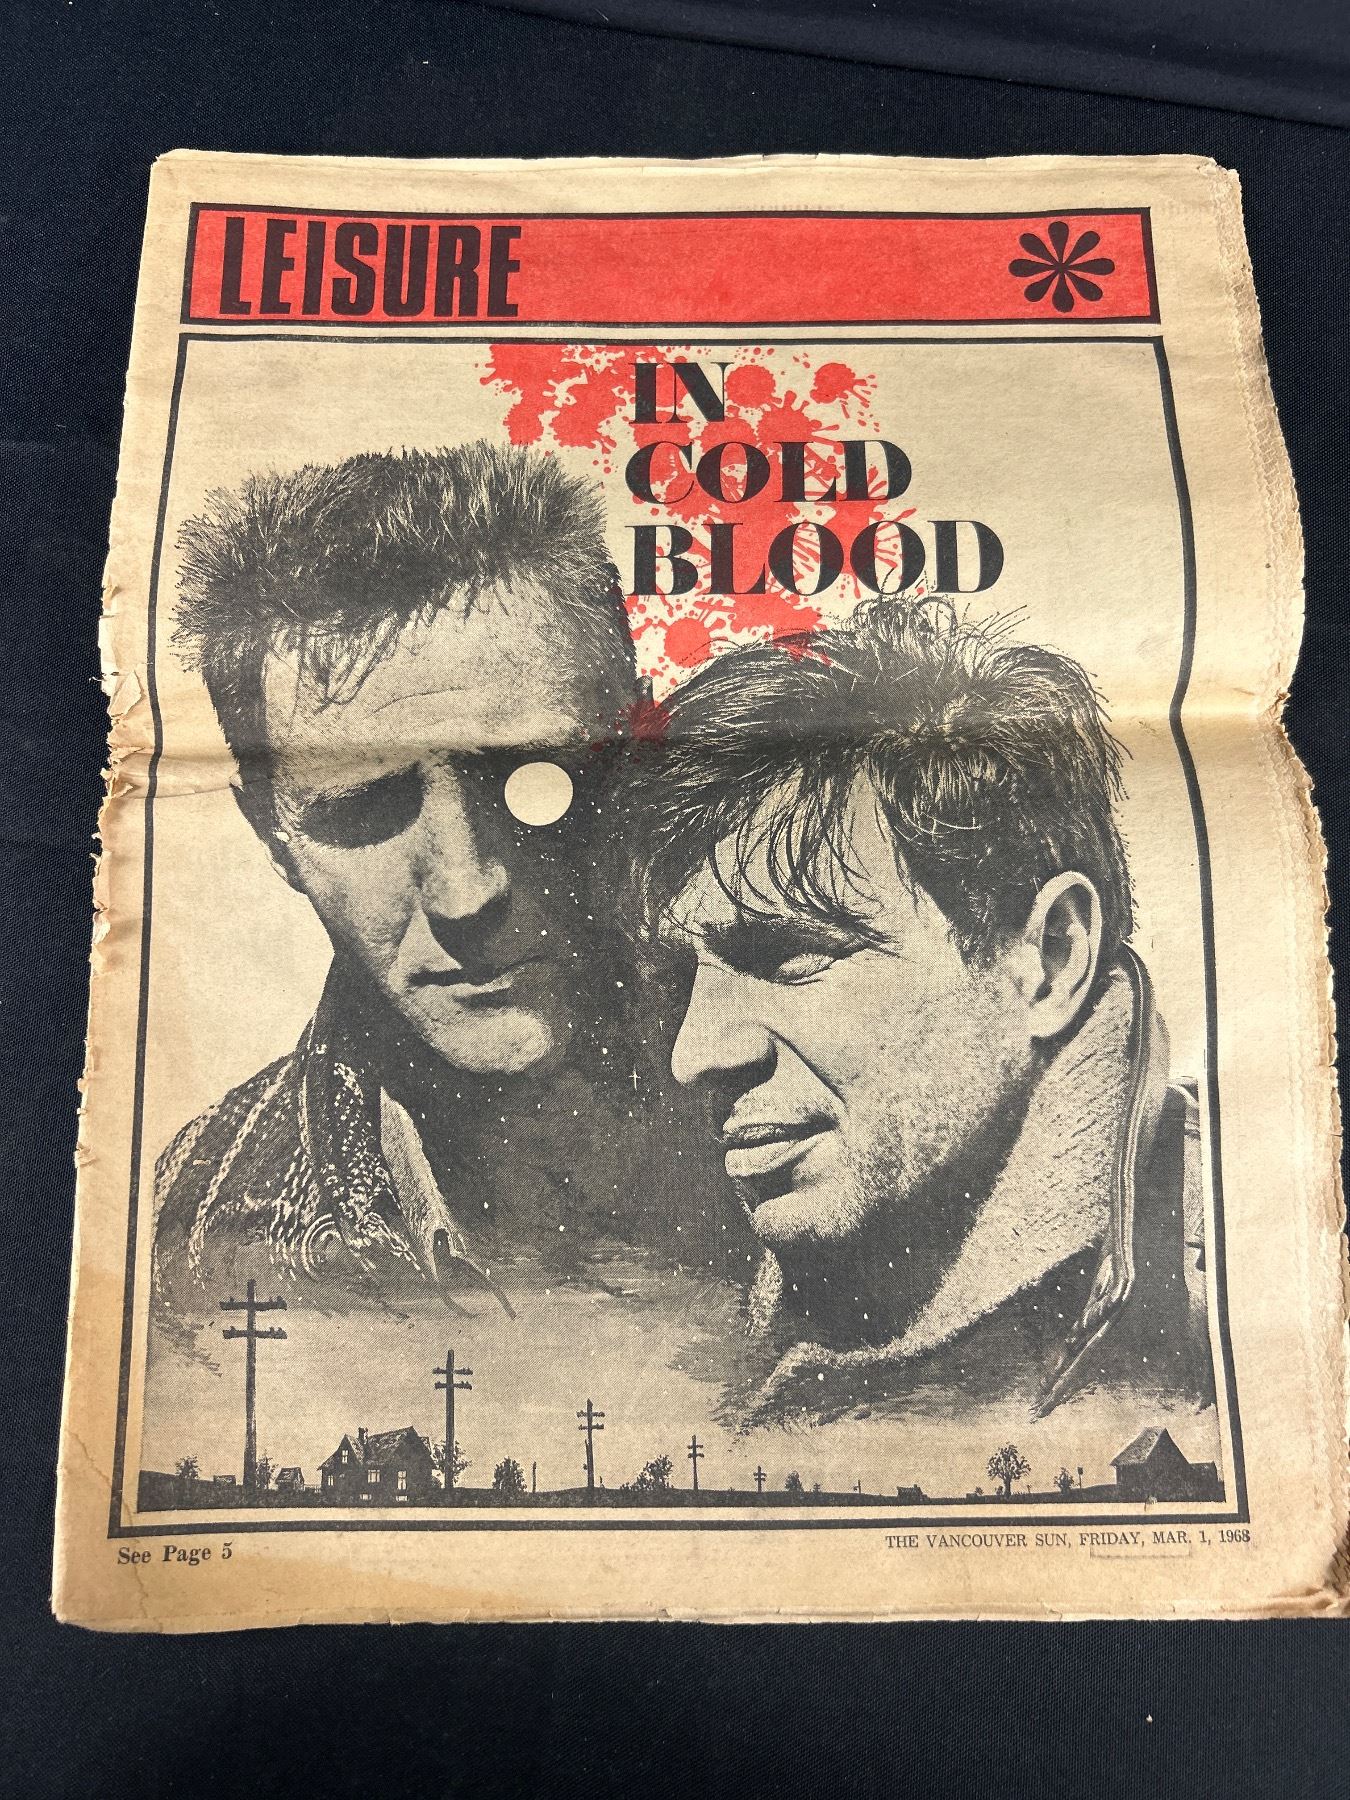 LEISURE
IN
COLD
BLOOD
See Page 5
THE VANCOUVER SUN, FRIDAY, MAR. 1, 1968